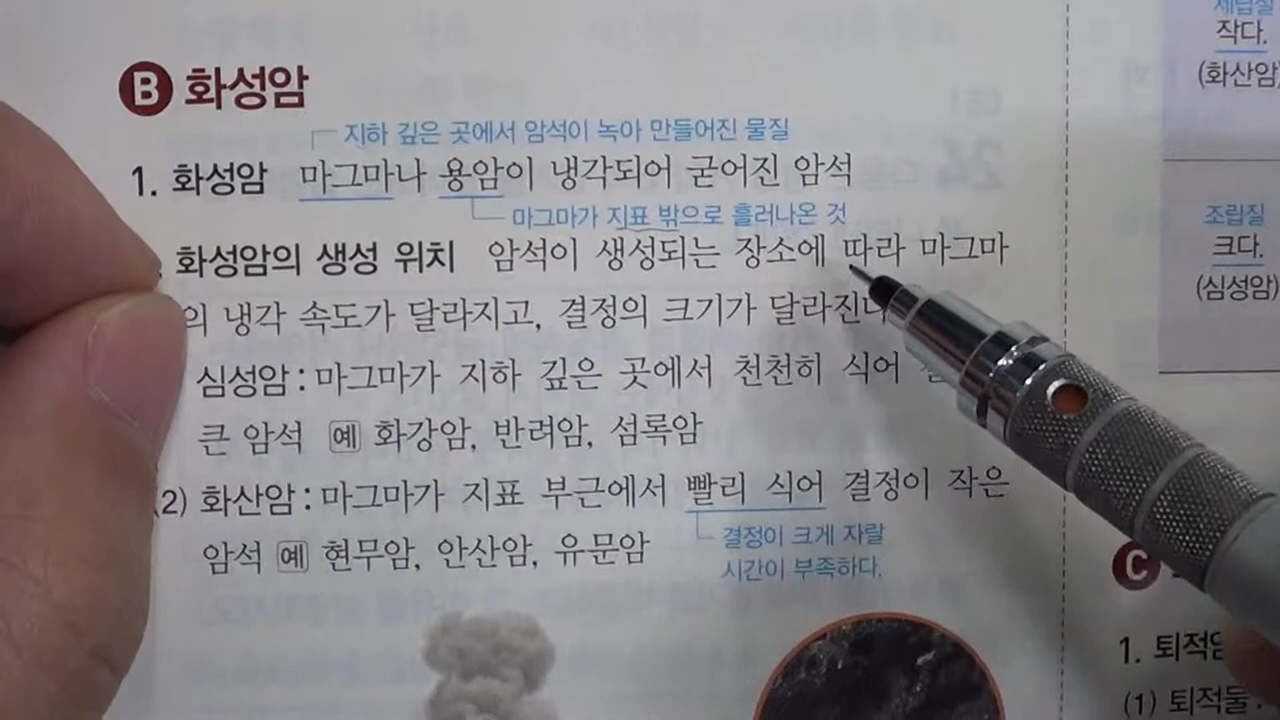 B 화성암
지하 깊은 곳에서 암석이 녹아 만들어진 물질
1. 화성암 마그마나 용암이 냉각되어 굳어진 암석
마그마가 지표 밖으로 흘러나온 것
화성암의 생성 위치 암석이 생성되는 장소에 따라 마그마
의 냉각 속도가 달라지고, 결정의 크기가 달라진다
심성암 : 마그마가 지하 깊은 곳에서 천천히 식어
큰 암석 예 화강암, 반려암, 섬록암
(2) 화산암 : 마그마가 지표 부근에서 빨리 식어 결정이 작은
결정이 크게 자랄
시간이 부족하다.
암석 예 현무암, 안산암, 유문암
세립질
작다.
(화산암)
조립질
크다.
(심성암)
C
1. 퇴적암
(1) 퇴적물 :